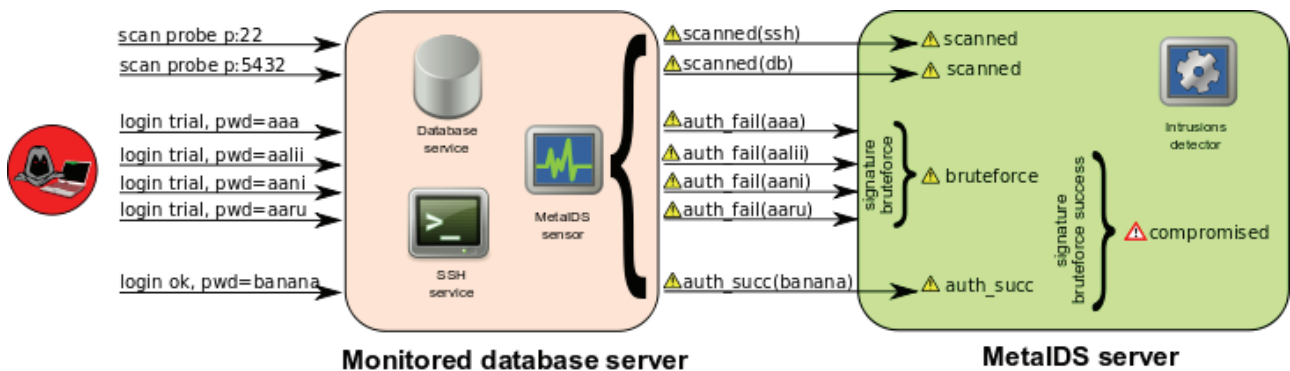 scan probe p:22
scan probe p:5432
login trial, pwd=aaa
login trial, pwd=aalii
login trial, pwd=aani
login trial, pwd=aaru
login ok, pwd=banana
Database
service
MetaIDS
sensor
SSH
service
Monitored database server
scanned(ssh)
scanned(db)
auth_fail(aaa)
auth_fail(aalii)
auth_fail(aani)
auth_fail(aaru)
auth_succ(banana)
scanned
scanned
signature
bruteforce
bruteforce
auth_succ
signature
bruteforce success
compromised
Intrusions
detector
MetaIDS server
>_